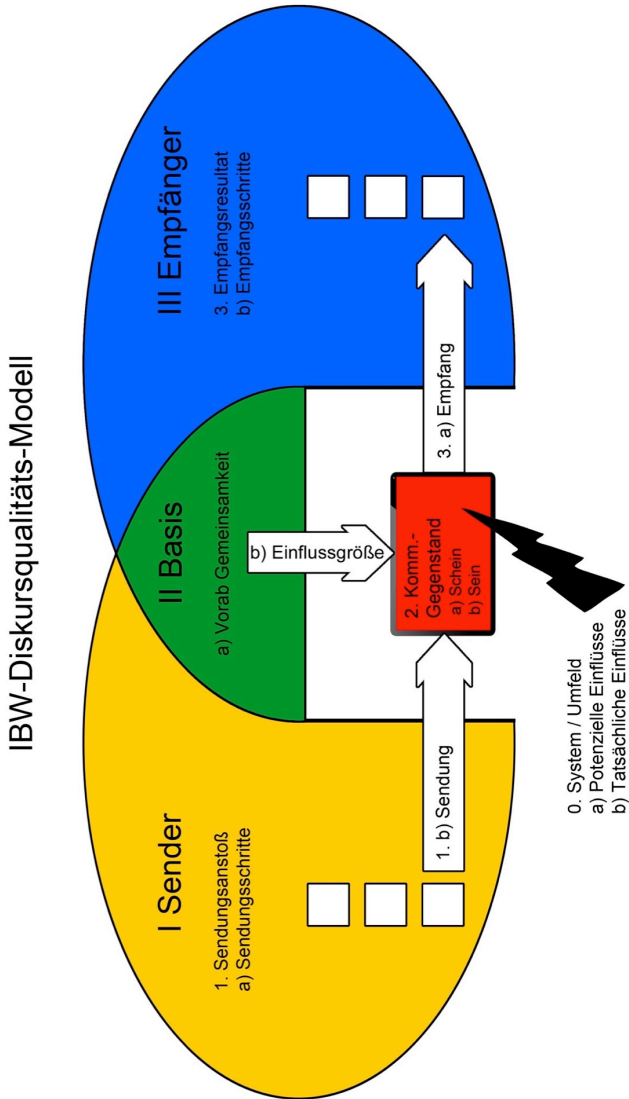 IBW-Diskursqualitäts-Modell
I Sender
1. Sendungsanstoß
a) Sendungsschritte
II Basis
a) Vorab Gemeinsamkeit
b) Einflussgröße
III Empfänger
3. Empfangsresultat
b) Empfangsschritte
1. b) Sendung
2. Komm.-
Gegenstand
a) Schein
b) Sein
3. a) Empfang
0. System / Umfeld
a) Potenzielle Einflüsse
b) Tatsächliche Einflüsse